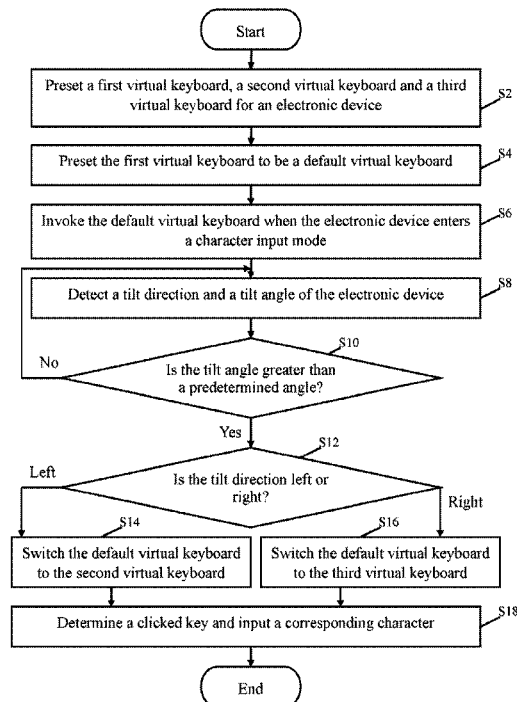 Start
Preset a first virtual keyboard, a second virtual keyboard and a third
virtual keyboard for an electronic device
S2
Preset the first virtual keyboard to be a default virtual keyboard
S4
Invoke the default virtual keyboard when the electronic device enters
a character input mode
S6
Detect a tilt direction and a tilt angle of the electronic device
S8
S10
No
Is the tilt angle greater than
a predetermined angle?
Yes
S12
Left
Is the tilt direction left or
right?
Right
S14
S16
Switch the default virtual keyboard
to the second virtual keyboard
Switch the default virtual keyboard
to the third virtual keyboard
Determine a clicked key and input a corresponding character
S18
End